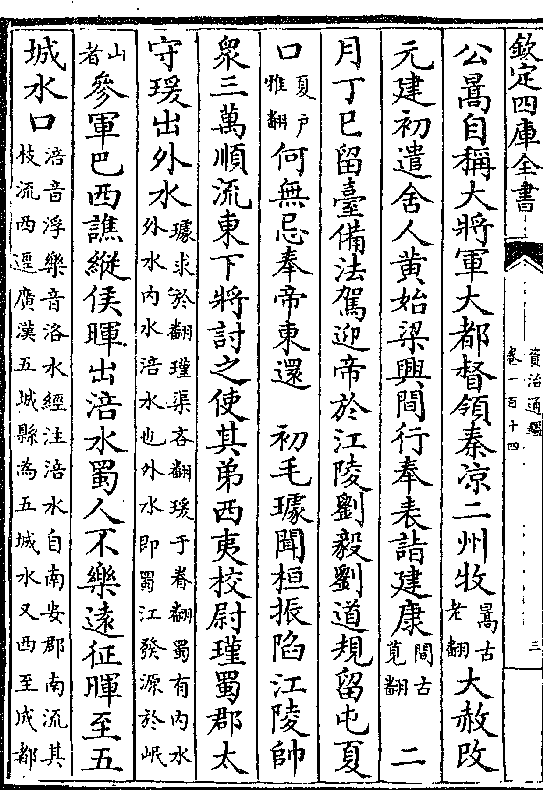 欽定四庫全書
資治通鑑
卷一百十四
三
公暠自稱大將軍大都督領秦涼二州牧暠古老翻大赦改
元建初遣舍人黄始梁興間行奉表詣建康間古莧翻二
月丁巳留臺備法駕迎帝於江陵劉毅劉道規留屯夏
口夏户雅翻何無忌奉帝東還　初毛璩聞桓振陷江陵帥
衆三萬順流東下將討之使其弟西夷校尉瑾蜀郡太
守瑗出外水璩求於翻瑾渠吝翻瑗于眷翻蜀有内水外水内水涪水也外水即蜀江發源於岷
山者參軍巴西譙縱侯暉出涪水蜀人不樂逺征暉至五
城水口涪音浮樂音洛水經注涪水自南安郡南流其枝流西逕廣漢五城縣為五城水又西至成都